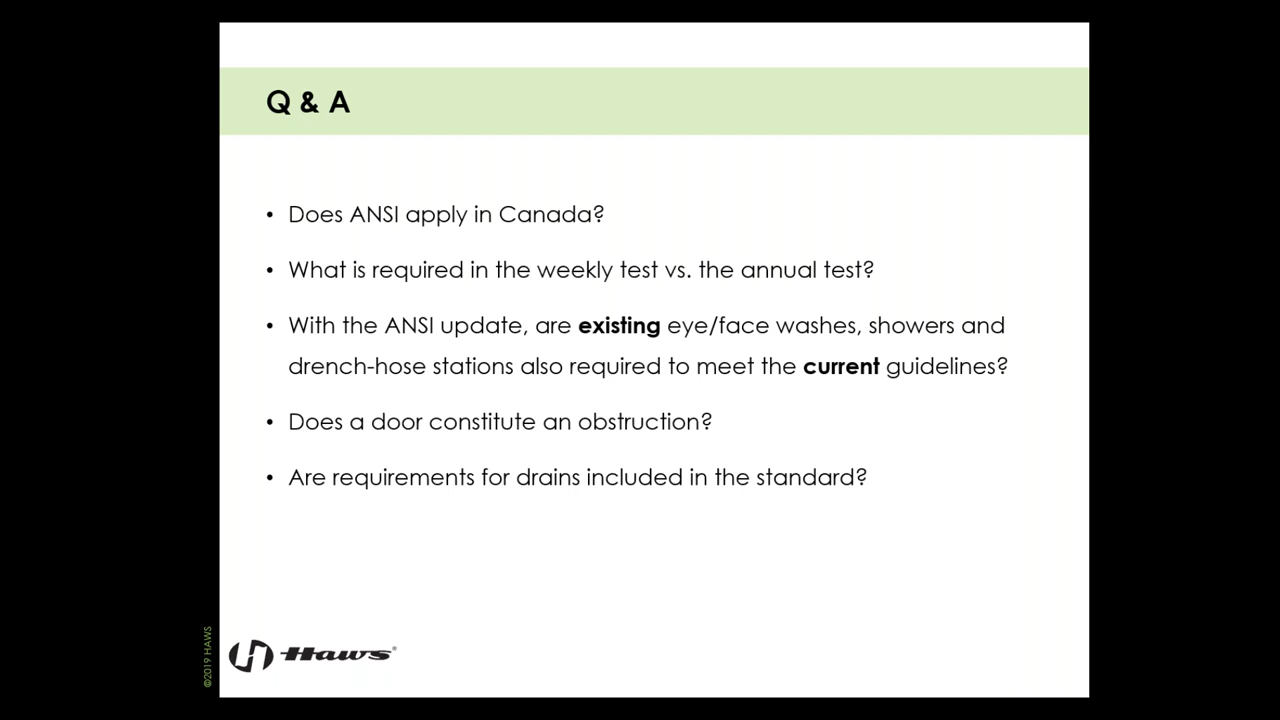 Q & A
• Does ANSI apply in Canada?
• What is required in the weekly test vs. the annual test?
• With the ANSI update, are existing eye/face washes, showers and
drench-hose stations also required to meet the current guidelines?
• Does a door constitute an obstruction?
• Are requirements for drains included in the standard?
©2019 HAWS
Haws®